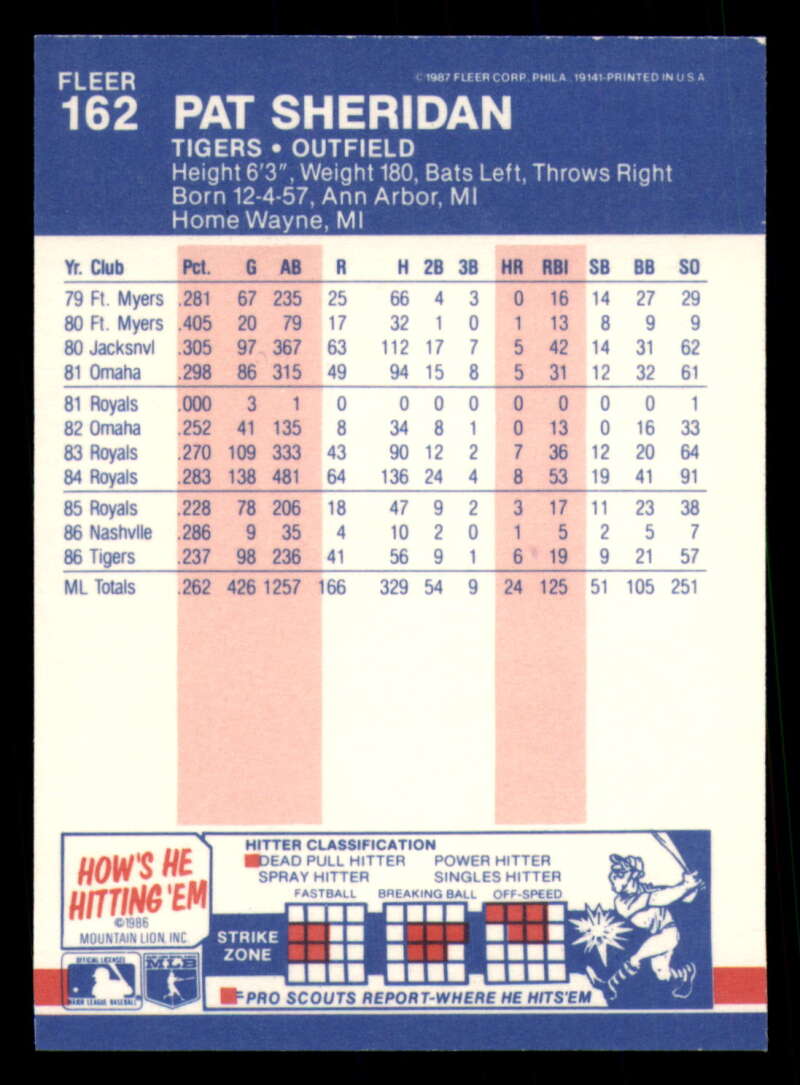 FLEER
162
© 1987 FLEER CORP. PHILA. 19141-PRINTED IN U S A
PAT SHERIDAN
TIGERS • OUTFIELD
Height 6'3", Weight 180, Bats Left, Throws Right
Born 12-4-57, Ann Arbor, MI
Home Wayne, MI
Yr. Club Pct. G AB R H 2B 3B HR RBI SB BB SO
79 Ft. Myers .281 67 235 25 66 4 3 0 16 14 27 29
80 Ft. Myers .405 20 79 17 32 1 0 1 13 8 9 9
80 Jacksnvl .305 97 367 63 112 17 7 5 42 14 31 62
81 Omaha .298 86 315 49 94 15 8 5 31 12 32 61
81 Royals .000 3 1 0 0 0 0 0 0 0 0 1
82 Omaha .252 41 135 8 34 8 1 0 13 0 16 33
83 Royals .270 109 333 43 90 12 2 7 36 12 20 64
84 Royals .283 138 481 64 136 24 4 8 53 19 41 91
85 Royals .228 78 206 18 47 9 2 3 17 11 23 38
86 Nashvlle .286 9 35 4 10 2 0 1 5 2 5 7
86 Tigers .237 98 236 41 56 9 1 6 19 9 21 57
ML Totals .262 426 1257 166 329 54 9 24 125 51 105 251
HOW'S HE
HITTING 'EM
©1986
MOUNTAIN LION, INC.
OFFICIAL LICENSEE
MAJOR LEAGUE BASEBALL
MLB
HITTER CLASSIFICATION
DEAD PULL HITTER POWER HITTER
SPRAY HITTER SINGLES HITTER
FASTBALL BREAKING BALL OFF-SPEED
STRIKE
ZONE
=PRO SCOUTS REPORT-WHERE HE HITS'EM